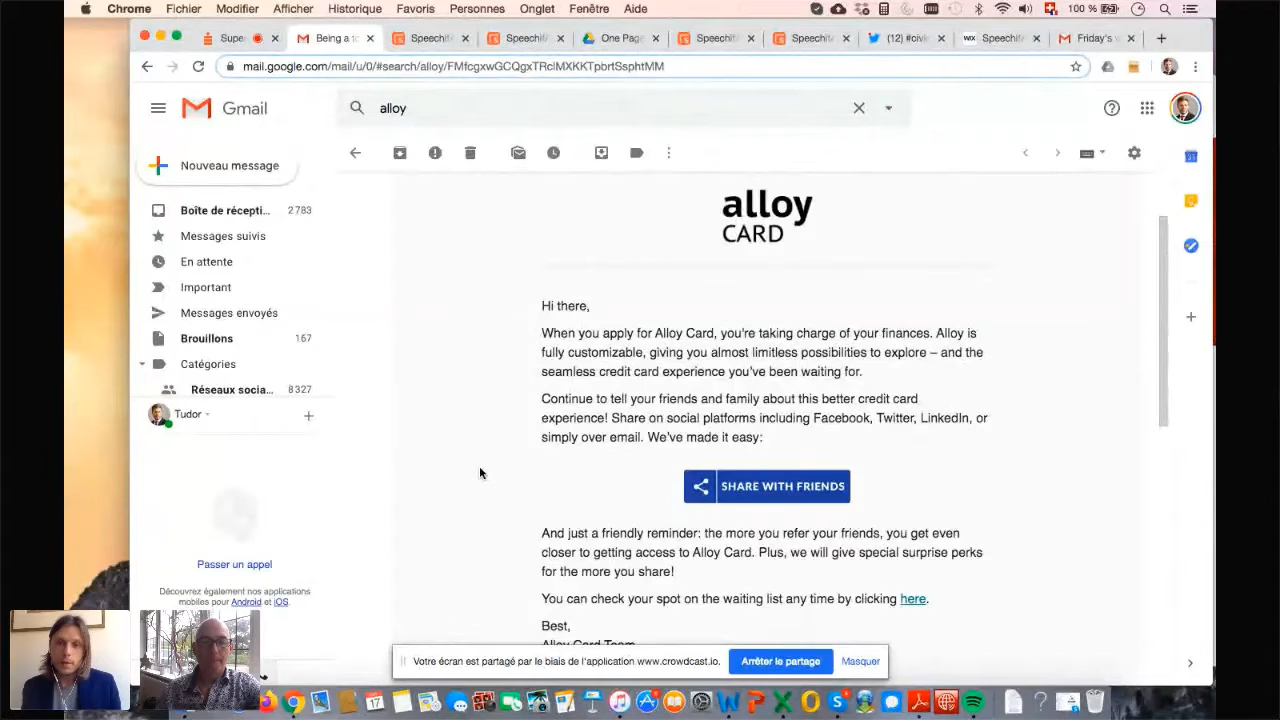 Chrome Fichier Modifier Afficher Historique Favoris Personnes Onglet Fenêtre Aide 100 %
Supe Being a to Speechif Speechif One Page Speechif Speechif (12) #civi WIX Speechif Friday's w
mail.google.com/mail/u/0/#search/alloy/FMfcgxwGCQgxTRclMXKKTpbrtSsphtMM
Gmail
alloy
Nouveau message
Boîte de récepti... 2 783
Messages suivis
En attente
Important
Messages envoyés
Brouillons 167
Catégories
Réseaux socia... 8 327
Tudor
Passer un appel
Découvrez également nos applications
mobiles pour Android et iOS.
alloy
CARD
Hi there,
When you apply for Alloy Card, you're taking charge of your finances. Alloy is
fully customizable, giving you almost limitless possibilities to explore – and the
seamless credit card experience you've been waiting for.
Continue to tell your friends and family about this better credit card
experience! Share on social platforms including Facebook, Twitter, LinkedIn, or
simply over email. We've made it easy:
SHARE WITH FRIENDS
And just a friendly reminder: the more you refer your friends, you get even
closer to getting access to Alloy Card. Plus, we will give special surprise perks
for the more you share!
You can check your spot on the waiting list any time by clicking here.
Best,
Alloy Card Team
Votre écran est partagé par le biais de l'application www.crowdcast.io. Arrêter le partage Masquer
17